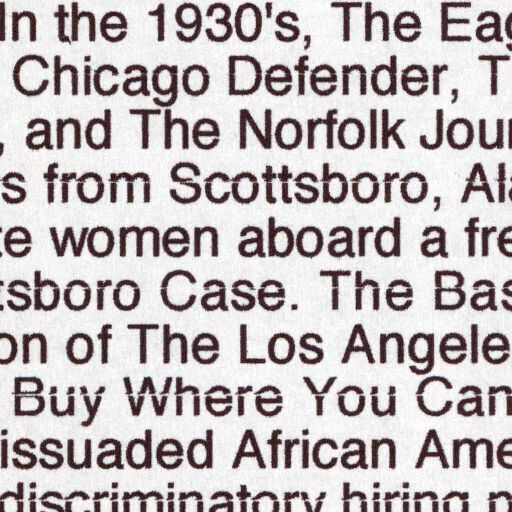 In the 1930's, The Eag
Chicago Defender, T
, and The Norfolk Jour
s from Scottsboro, Ala
te women aboard a fre
tsboro Case. The Bas
on of The Los Angele
Buy Where You Can
issuaded African Ame
discriminatory hiring p